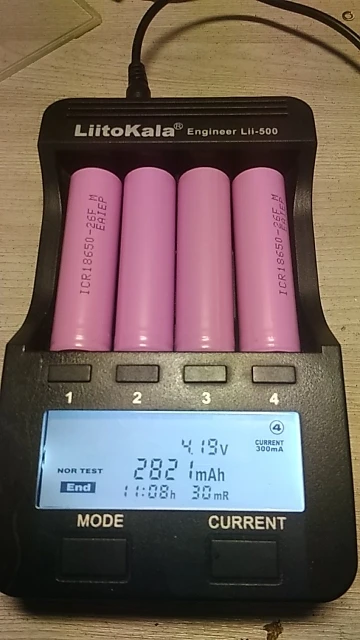 LiitoKala® Engineer Lii-500
ICR18650-26F M
EAIEP
ICR18650-26F M
EAIEP
1 2 3 4
4
4.19V
CURRENT
300mA
NOR TEST
2821mAh
End
11:08h 30mR
MODE CURRENT